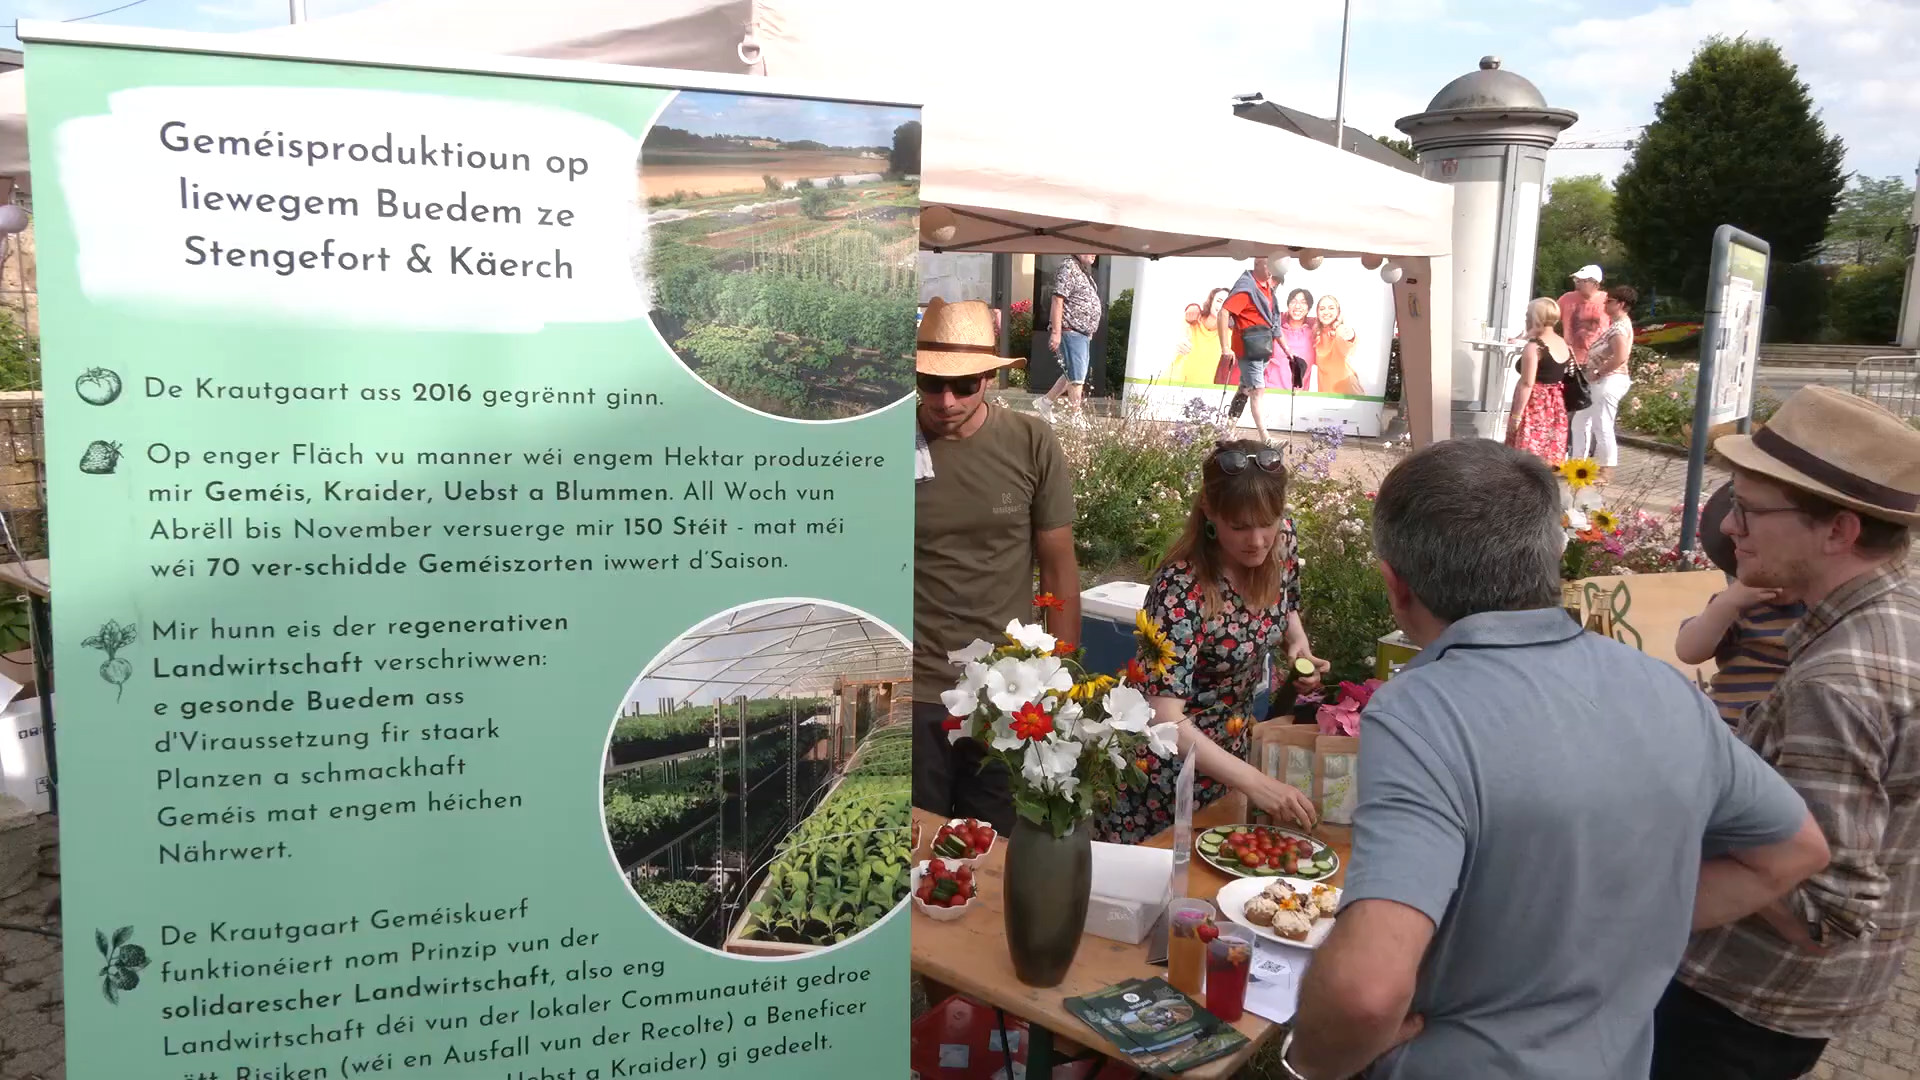 Geméisproduktioun op
liewegem Buedem ze
Stengefort & Käerch
De Krautgaart ass 2016 gegrënnt ginn.
Op enger Fläch vu manner wéi engem Hektar produzéiere
mir Geméis, Kraider, Uebst a Blummen. All Woch vun
Abrëll bis November versuerge mir 150 Stéit - mat méi
wéi 70 ver-schidde Geméiszorten iwwert d'Saison.
Mir hunn eis der regenerativen
Landwirtschaft verschriwwen:
e gesonde Buedem ass
d'Viraussetzung fir staark
Planzen a schmackhaft
Geméis mat engem héichen
Nährwert.
De Krautgaart Geméiskuerf
funktionéiert nom Prinzip vun der
solidarescher Landwirtschaft, also eng
Landwirtschaft déi vun der lokaler Communautéit gedroe
Risiken (wéi en Ausfall vun der Recolte) a Beneficer
a Kraider) gi gedeelt.